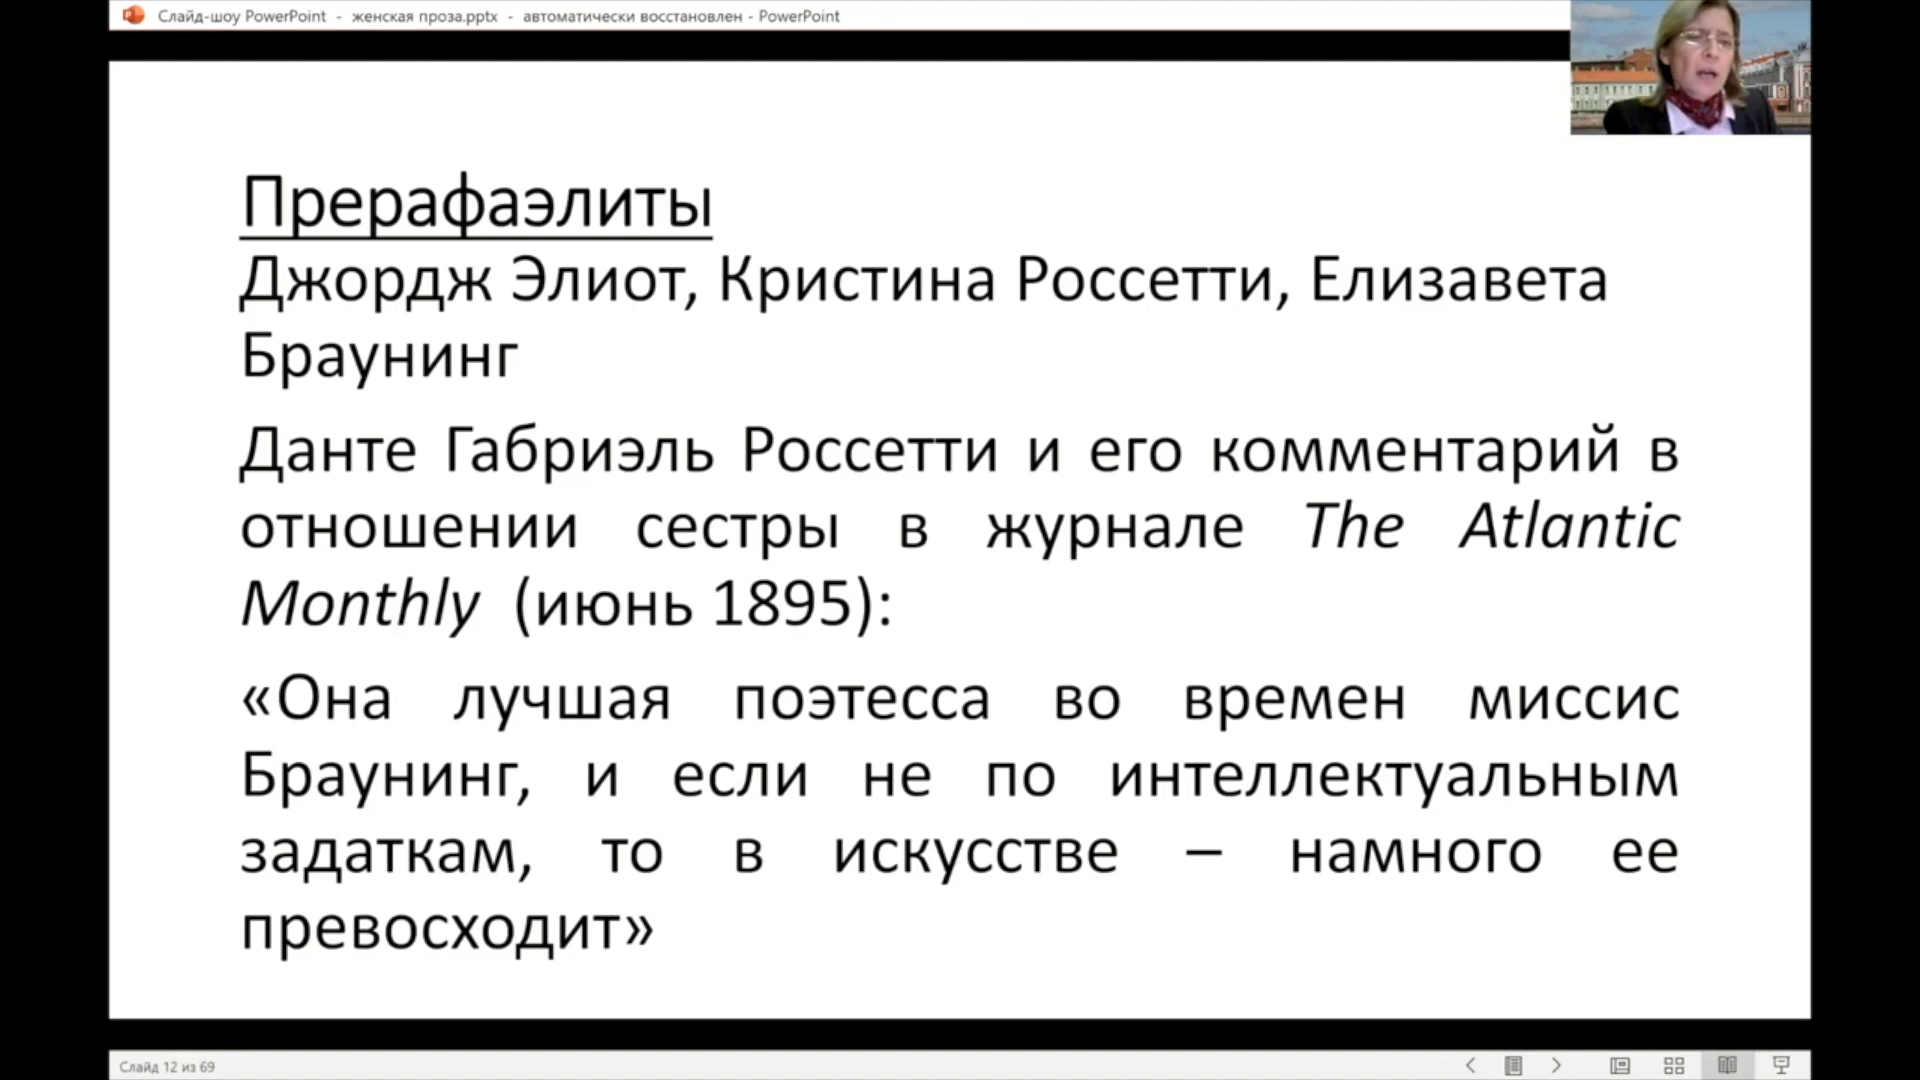 Слайд-шоу PowerPoint - женская проза.pptx - автоматически восстановлен - PowerPoint
Прерафаэлиты
Джордж Элиот, Кристина Россетти, Елизавета
Браунинг
Данте Габриэль Россетти и его комментарий в
отношении сестры в журнале The Atlantic
Monthly (июнь 1895):
«Она лучшая поэтесса во времен миссис
Браунинг, и если не по интеллектуальным
задаткам, то в искусстве – намного ее
превосходит»
Слайд 12 из 69